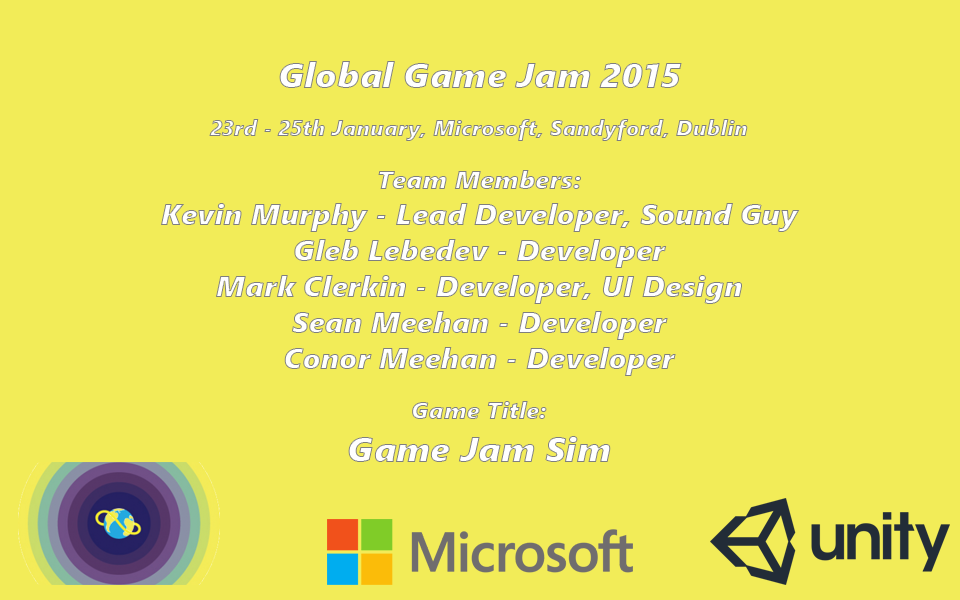 Global Game Jam 2015
23rd - 25th January, Microsoft, Sandyford, Dublin
Team Members:
Kevin Murphy - Lead Developer, Sound Guy
Gleb Lebedev - Developer
Mark Clerkin - Developer, UI Design
Sean Meehan - Developer
Conor Meehan - Developer
Game Title:
Game Jam Sim
Microsoft
unity